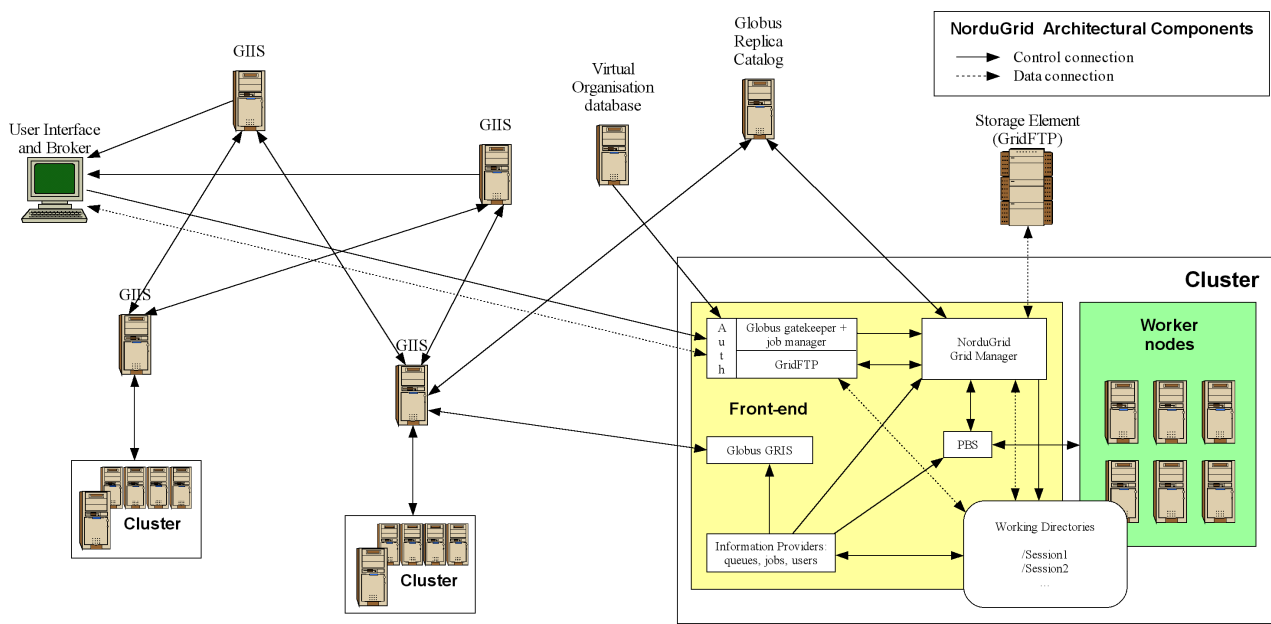 NorduGrid Architectural Components
Control connection
Data connection
Globus
Replica
Catalog
GIIS
Virtual
Organisation
database
User Interface
and Broker
GIIS
Storage Element
(GridFTP)
Cluster
GIIS
Auth
Globus gatekeeper +
job manager
GridFTP
NorduGrid
Grid Manager
Worker
nodes
GIIS
Front-end
Globus GRIS
PBS
Cluster
Working Directories
/Session1
/Session2
...
Information Providers:
queues, jobs, users
Cluster